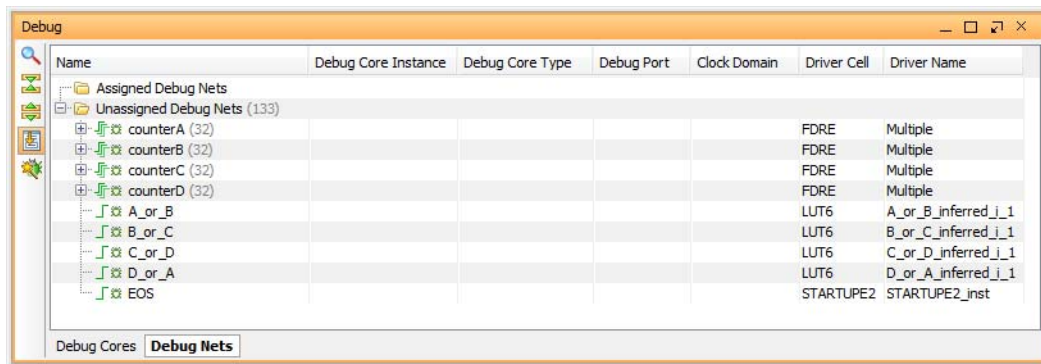 Debug
Name Debug Core Instance Debug Core Type Debug Port Clock Domain Driver Cell Driver Name
Assigned Debug Nets
Unassigned Debug Nets (133)
counterA (32) FDRE Multiple
counterB (32) FDRE Multiple
counterC (32) FDRE Multiple
counterD (32) FDRE Multiple
A_or_B LUT6 A_or_B_inferred_i_1
B_or_C LUT6 B_or_C_inferred_i_1
C_or_D LUT6 C_or_D_inferred_i_1
D_or_A LUT6 D_or_A_inferred_i_1
EOS STARTUPE2 STARTUPE2_inst
Debug Cores Debug Nets